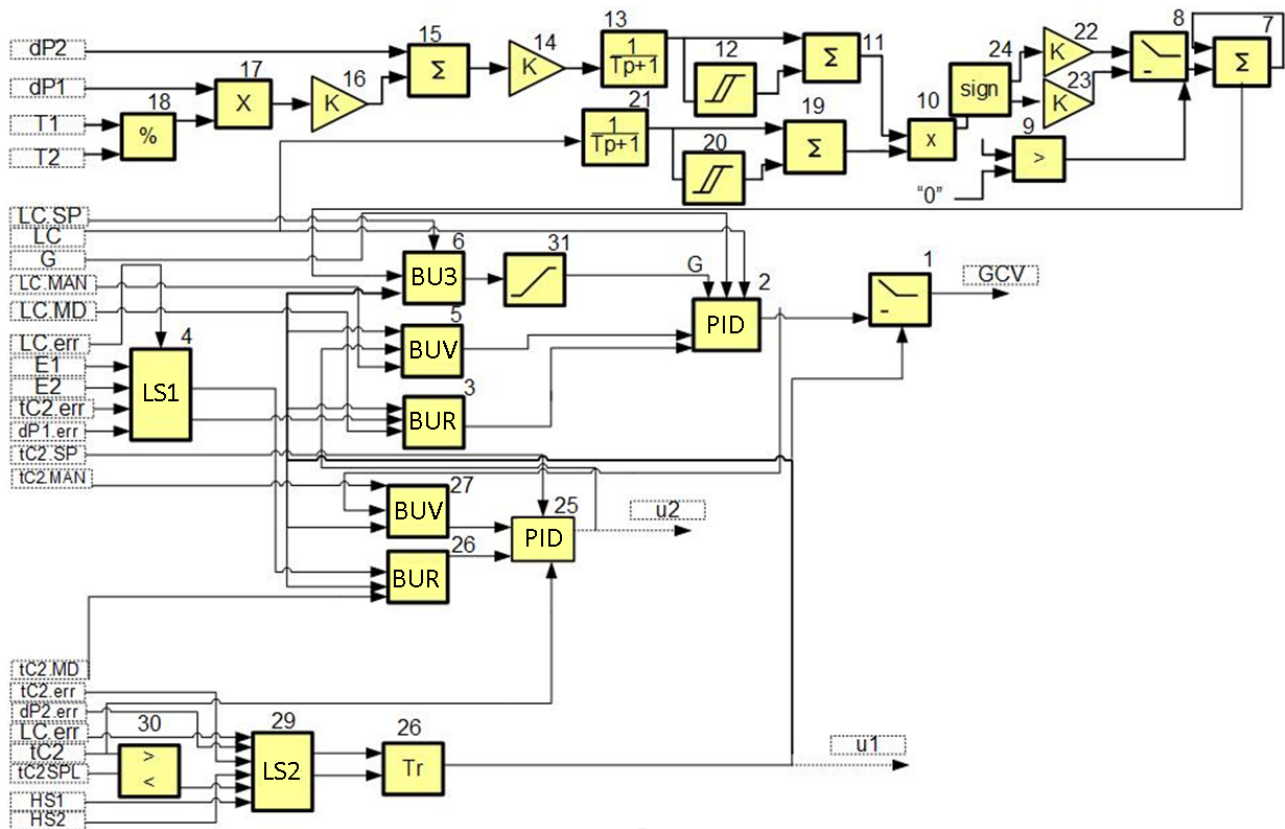 dP2
dP1
T1
T2
18
%
17
X
16
K
15
Σ
14
K
13
1
Tp+1
12
Σ
11
21
1
Tp+1
20
19
Σ
10
x
24
sign
22
K
23
K
8
-
7
Σ
9
>
"0"
LC.SP
LC
G
LC.MAN
LC.MD
LC.err
E1
E2
tC2.err
dP1.err
tC2.SP
tC2.MAN
4
LS1
6
BU3
31
5
BUV
3
BUR
G
2
PID
1
-
GCV
27
BUV
26
BUR
25
PID
u2
tC2.MD
tC2.err
dP2.err
LC.err
tC2
tC2SPL
HS1
HS2
30
>
<
29
LS2
26
Tr
u1